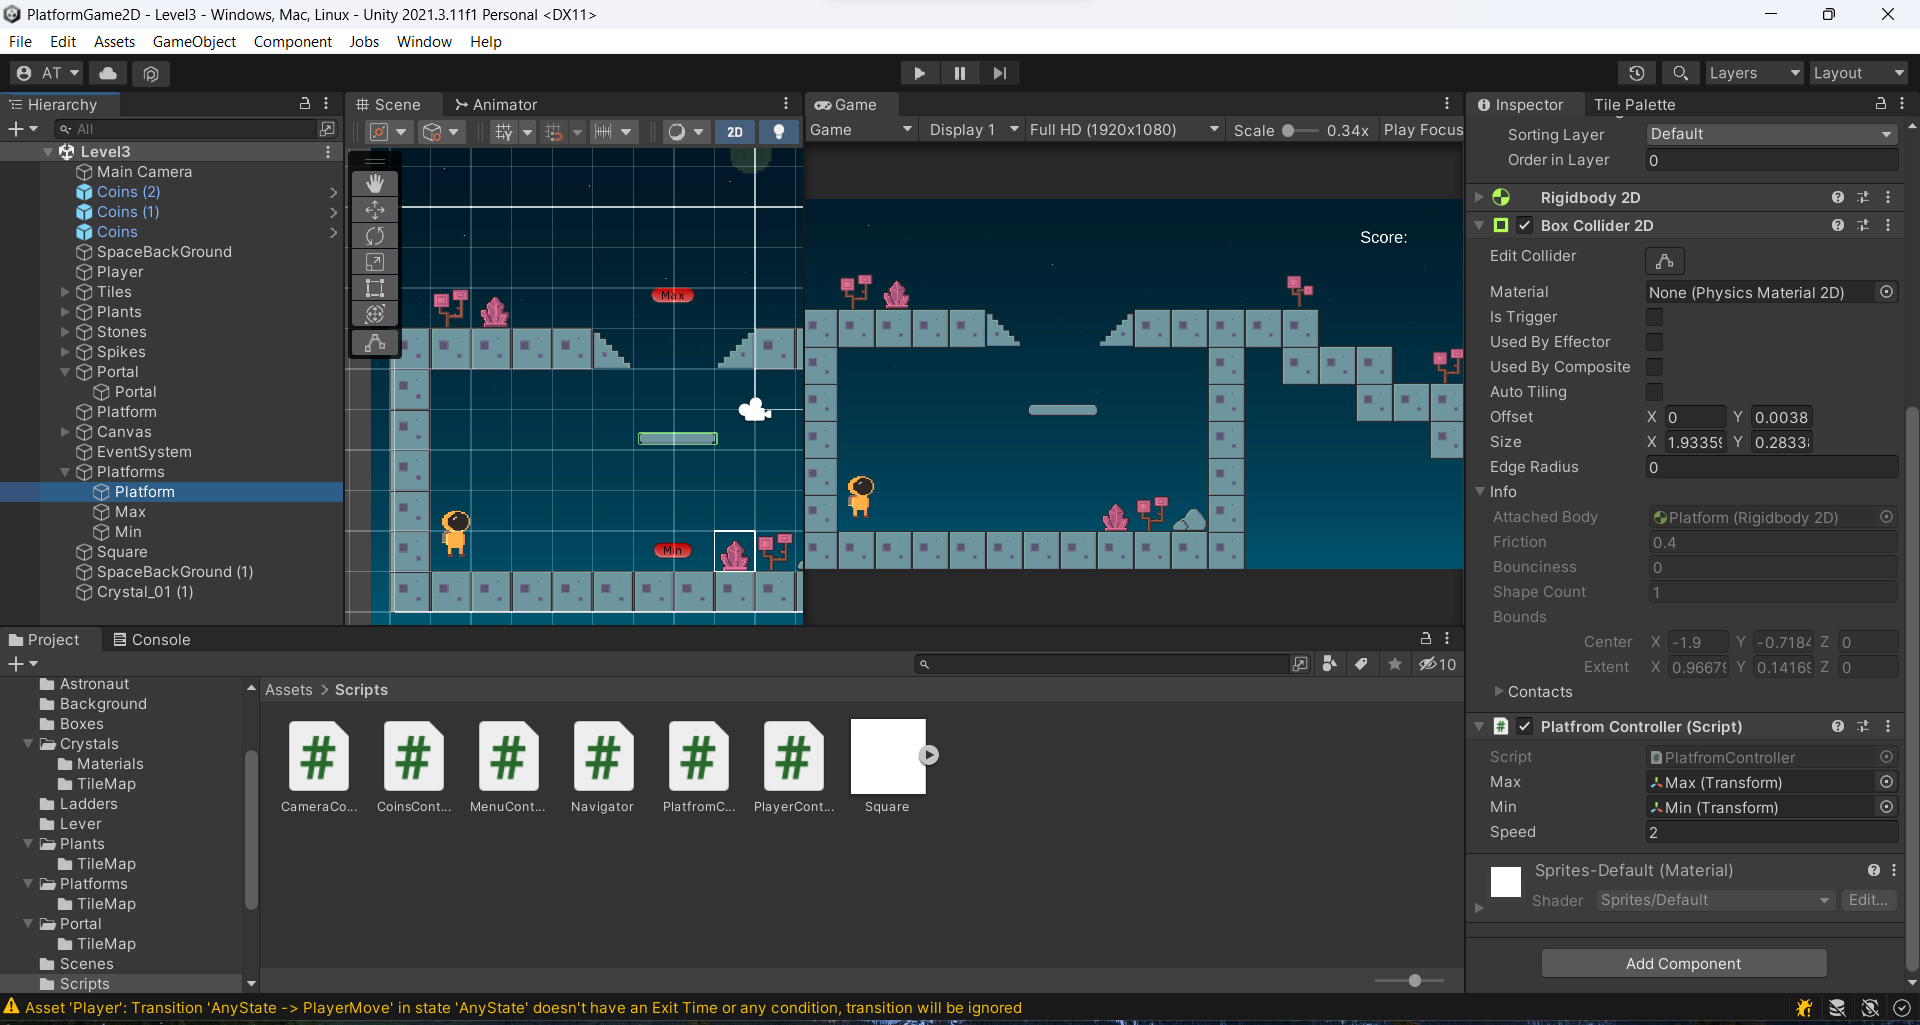 PlatformGame2D - Level3 - Windows, Mac, Linux - Unity 2021.3.11f1 Personal <DX11>
File Edit Assets GameObject Component Jobs Window Help
AT
Layers Layout
Hierarchy
All
Level3
Main Camera
Coins (2)
Coins (1)
Coins
SpaceBackGround
Player
Tiles
Plants
Stones
Spikes
Portal
Portal
Platform
Canvas
EventSystem
Platforms
Platform
Max
Min
Square
SpaceBackGround (1)
Crystal_01 (1)
Scene Animator
2D
Max
Min
Game
Game Display 1 Full HD (1920x1080) Scale 0.34x Play Focus
Score:
Inspector Tile Palette
Sorting Layer Default
Order in Layer 0
Rigidbody 2D
Box Collider 2D
Edit Collider
Material None (Physics Material 2D)
Is Trigger
Used By Effector
Used By Composite
Auto Tiling
Offset X 0 Y 0.0038
Size X 1.9335 Y 0.2833
Edge Radius 0
Info
Attached Body Platform (Rigidbody 2D)
Friction 0.4
Bounciness 0
Shape Count 1
Bounds
Center X -1.9 Y -0.7184 Z 0
Extent X 0.9667 Y 0.1416 Z 0
Contacts
Platfrom Controller (Script)
Script PlatfromController
Max Max (Transform)
Min Min (Transform)
Speed 2
Sprites-Default (Material)
Shader Sprites/Default Edit...
Add Component
Project Console
10
Astronaut
Background
Boxes
Crystals
Materials
TileMap
Ladders
Lever
Plants
TileMap
Platforms
TileMap
Portal
TileMap
Scenes
Scripts
Assets > Scripts
CameraCo... CoinsCont... MenuCont... Navigator PlatfromC... PlayerCont... Square
Asset 'Player': Transition 'AnyState -> PlayerMove' in state 'AnyState' doesn't have an Exit Time or any condition, transition will be ignored